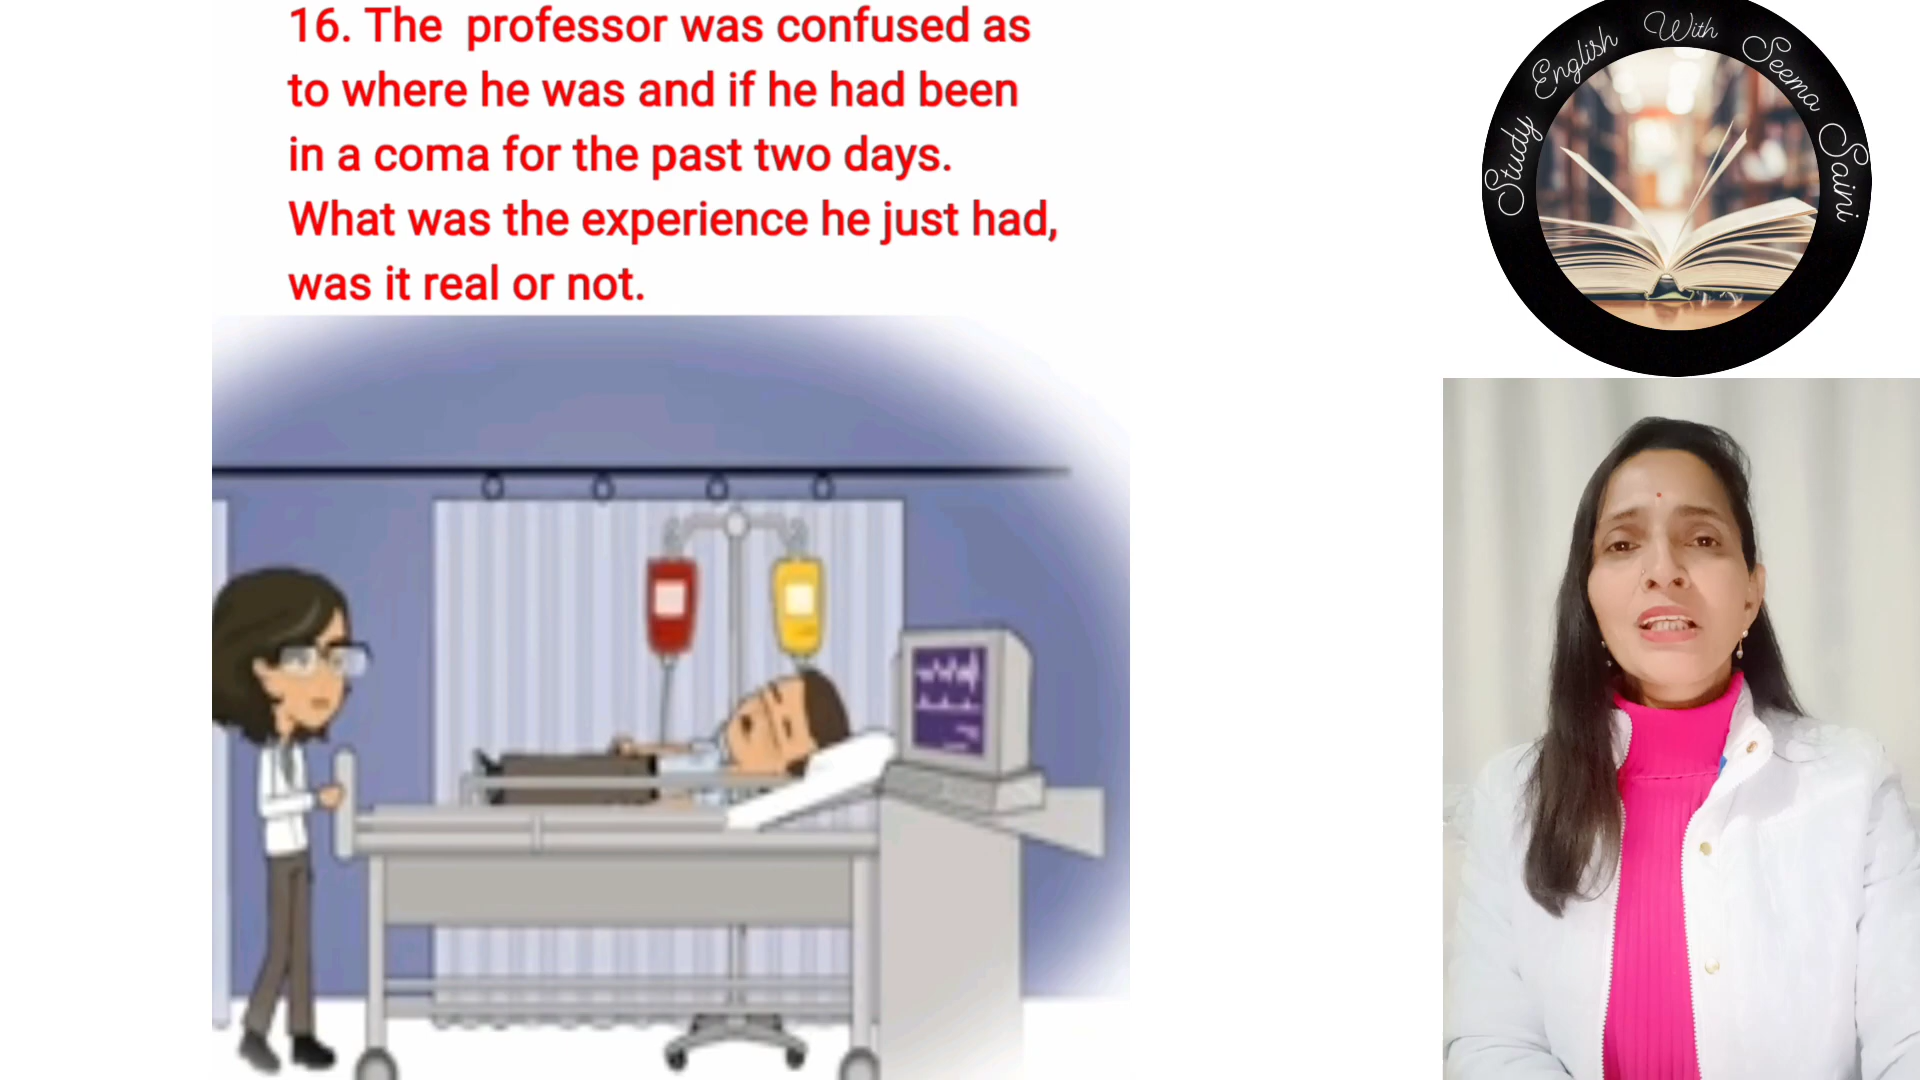 16. The professor was confused as
to where he was and if he had been
in a coma for the past two days.
What was the experience he just had,
was it real or not.
Study English With Seema Saini